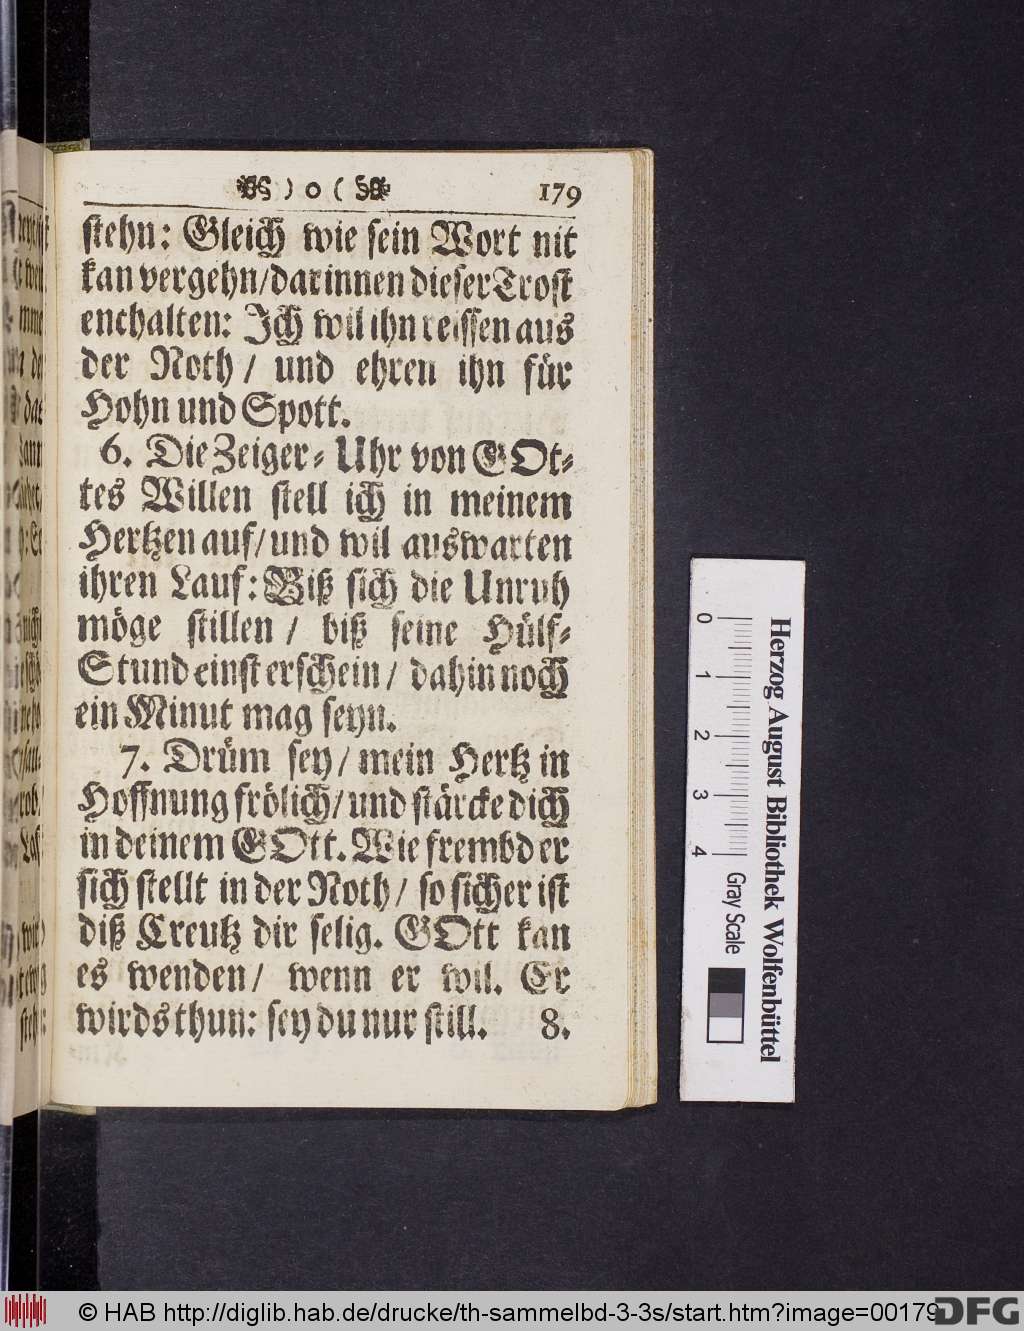 ) o ( 179
stehn: Gleich wie sein Wort nit
kan vergehn/darinnen dieser Trost
enthalten: Ich wil ihn reissen aus
der Noth / und ehren ihn für
Hohn und Spott.
6. Die Zeiger- Uhr von GOt-
tes Willen stell ich in meinem
Hertzen auf/und wil auswarten
ihren Lauf: Biß sich die Unruh
möge stillen / biß seine Hülf-
Stund einst erschein / dahin noch
ein Minut mag seyn.
7. Drüm sey / mein Hertz in
Hoffnung frölich/und stärcke dich
in deinem GOtt. Wie frembd er
sich stellt in der Noth / so sicher ist
diß Creutz dir selig. GOtt kan
es wenden / wenn er wil. Er
wirds thun: sey du nur still. 8.
Herzog August Bibliothek Wolfenbüttel
0 1 2 3 4 Gray Scale
© HAB http://diglib.hab.de/drucke/th-sammelbd-3-3s/start.htm?image=00179
DFG